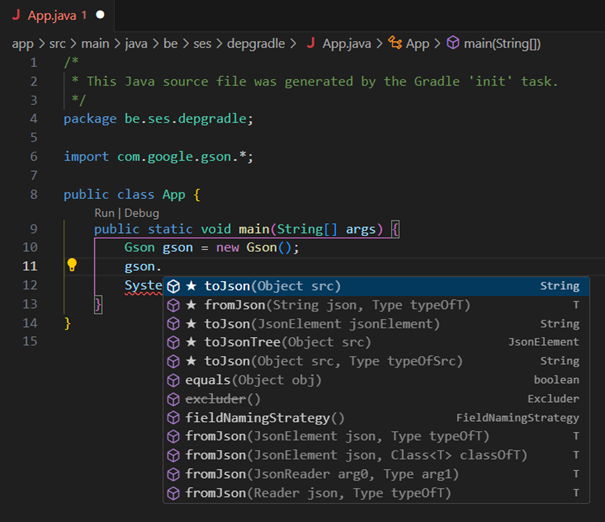 App.java 1
app > src > main > java > be > ses > depgradle > App.java > App > main(String[])
1 /*
2 * This Java source file was generated by the Gradle 'init' task.
3 */
4 package be.ses.depgradle;
5
6 import com.google.gson.*;
7
8 public class App {
Run | Debug
9 public static void main(String[] args) {
10 Gson gson = new Gson();
11 gson.
12 Syste
13 }
14 }
15
★ toJson(Object src) String
★ fromJson(String json, Type typeOfT) T
★ toJson(JsonElement jsonElement) String
★ toJsonTree(Object src) JsonElement
★ toJson(Object src, Type typeOfSrc) String
equals(Object obj) boolean
excluder() Excluder
fieldNamingStrategy() FieldNamingStrategy
fromJson(JsonElement json, Type typeOfT) T
fromJson(JsonElement json, Class<T> classOfT) T
fromJson(JsonReader arg0, Type arg1) T
fromJson(Reader json, Type typeOfT) T